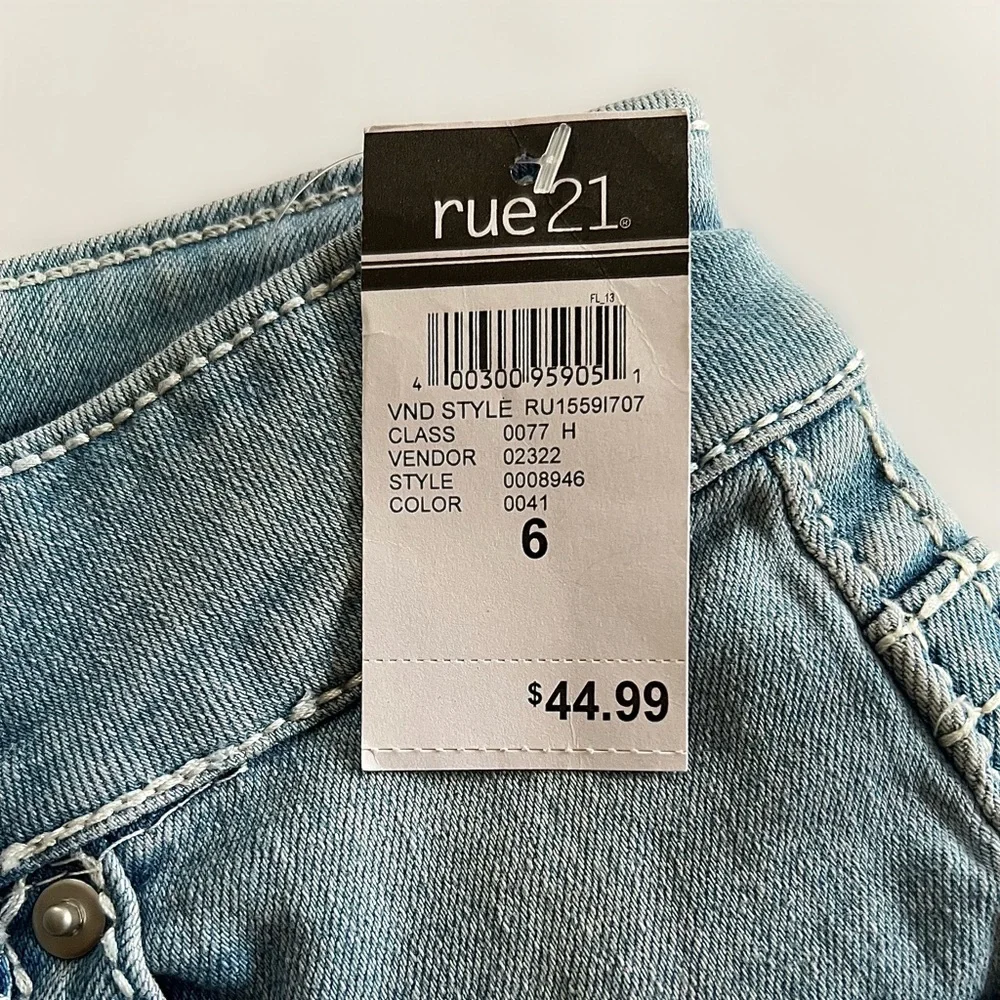 rue21®
FL_13
4 00300 95905 1
VND STYLE RU1559I707
CLASS 0077 H
VENDOR 02322
STYLE 0008946
COLOR 0041
6
$44.99